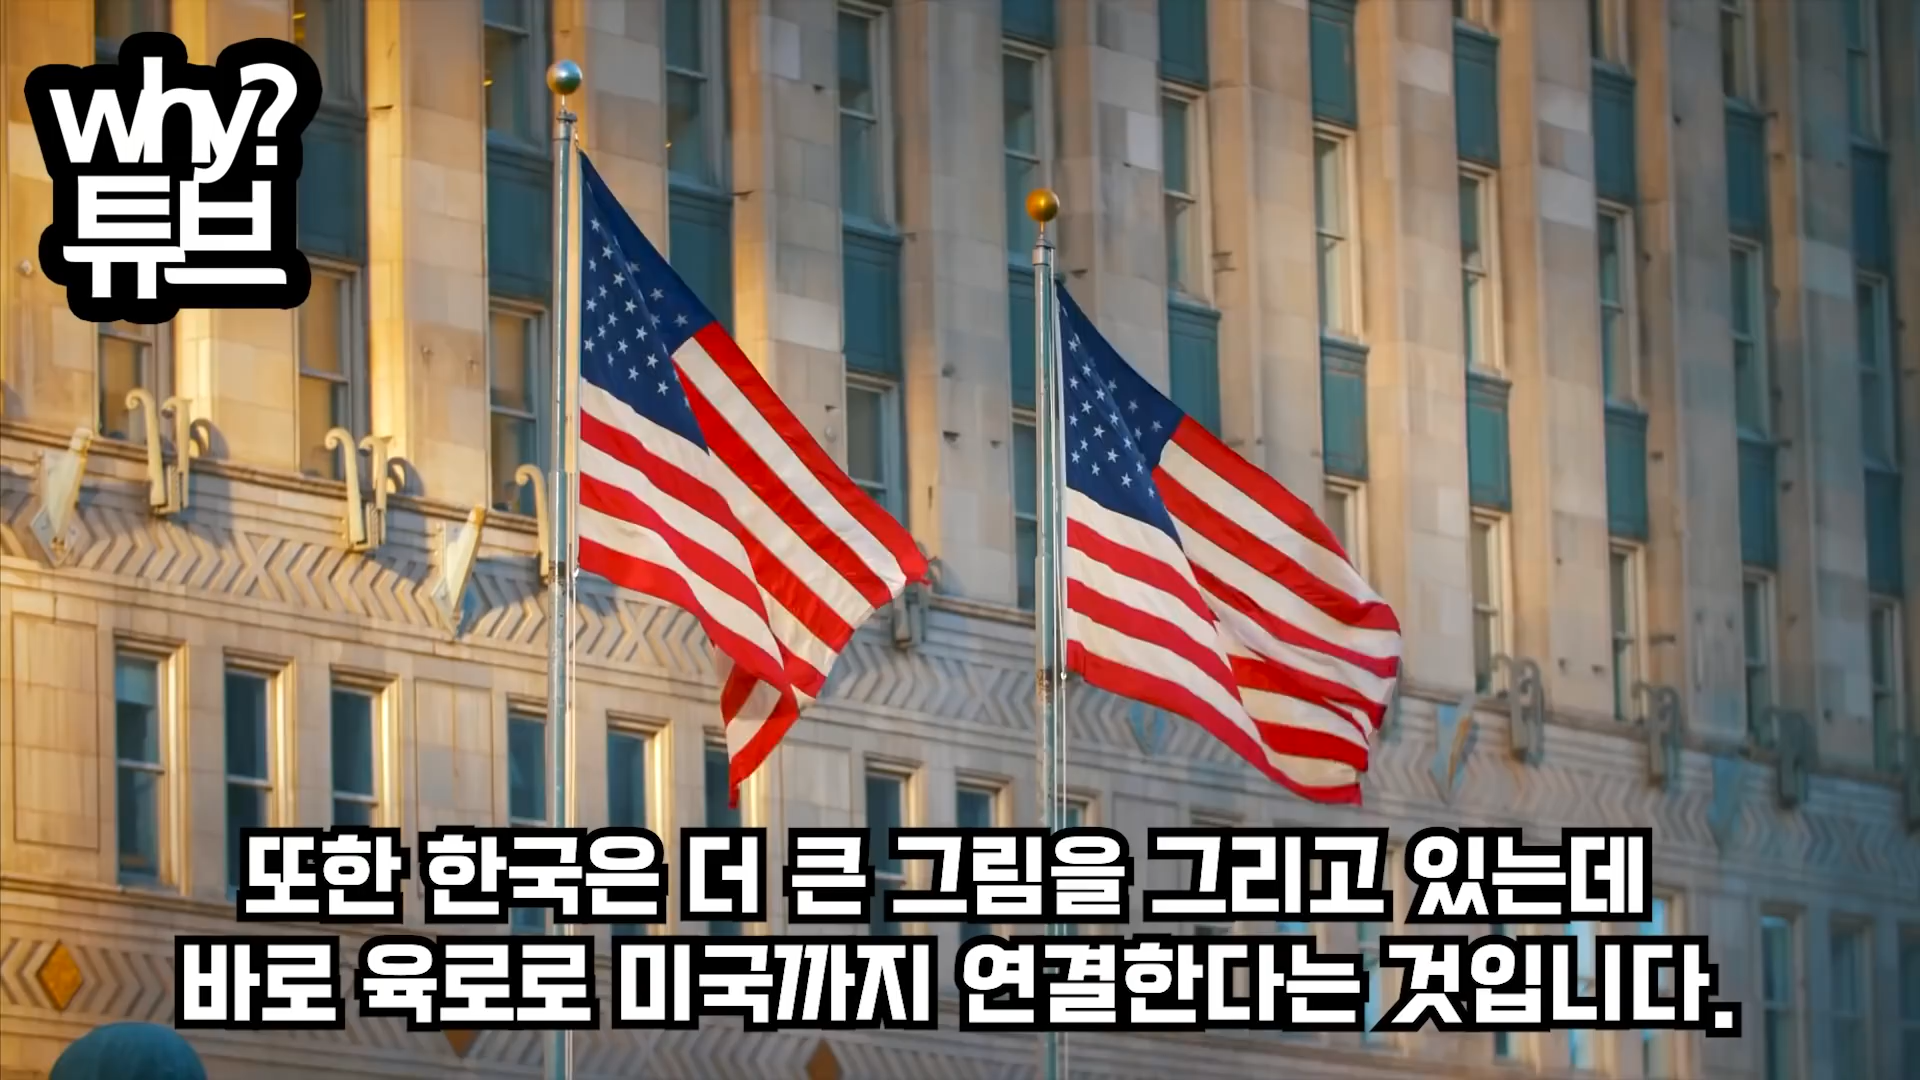 why?
튜브
또한 한국은 더 큰 그림을 그리고 있는데
바로 육로로 미국까지 연결한다는 것입니다.